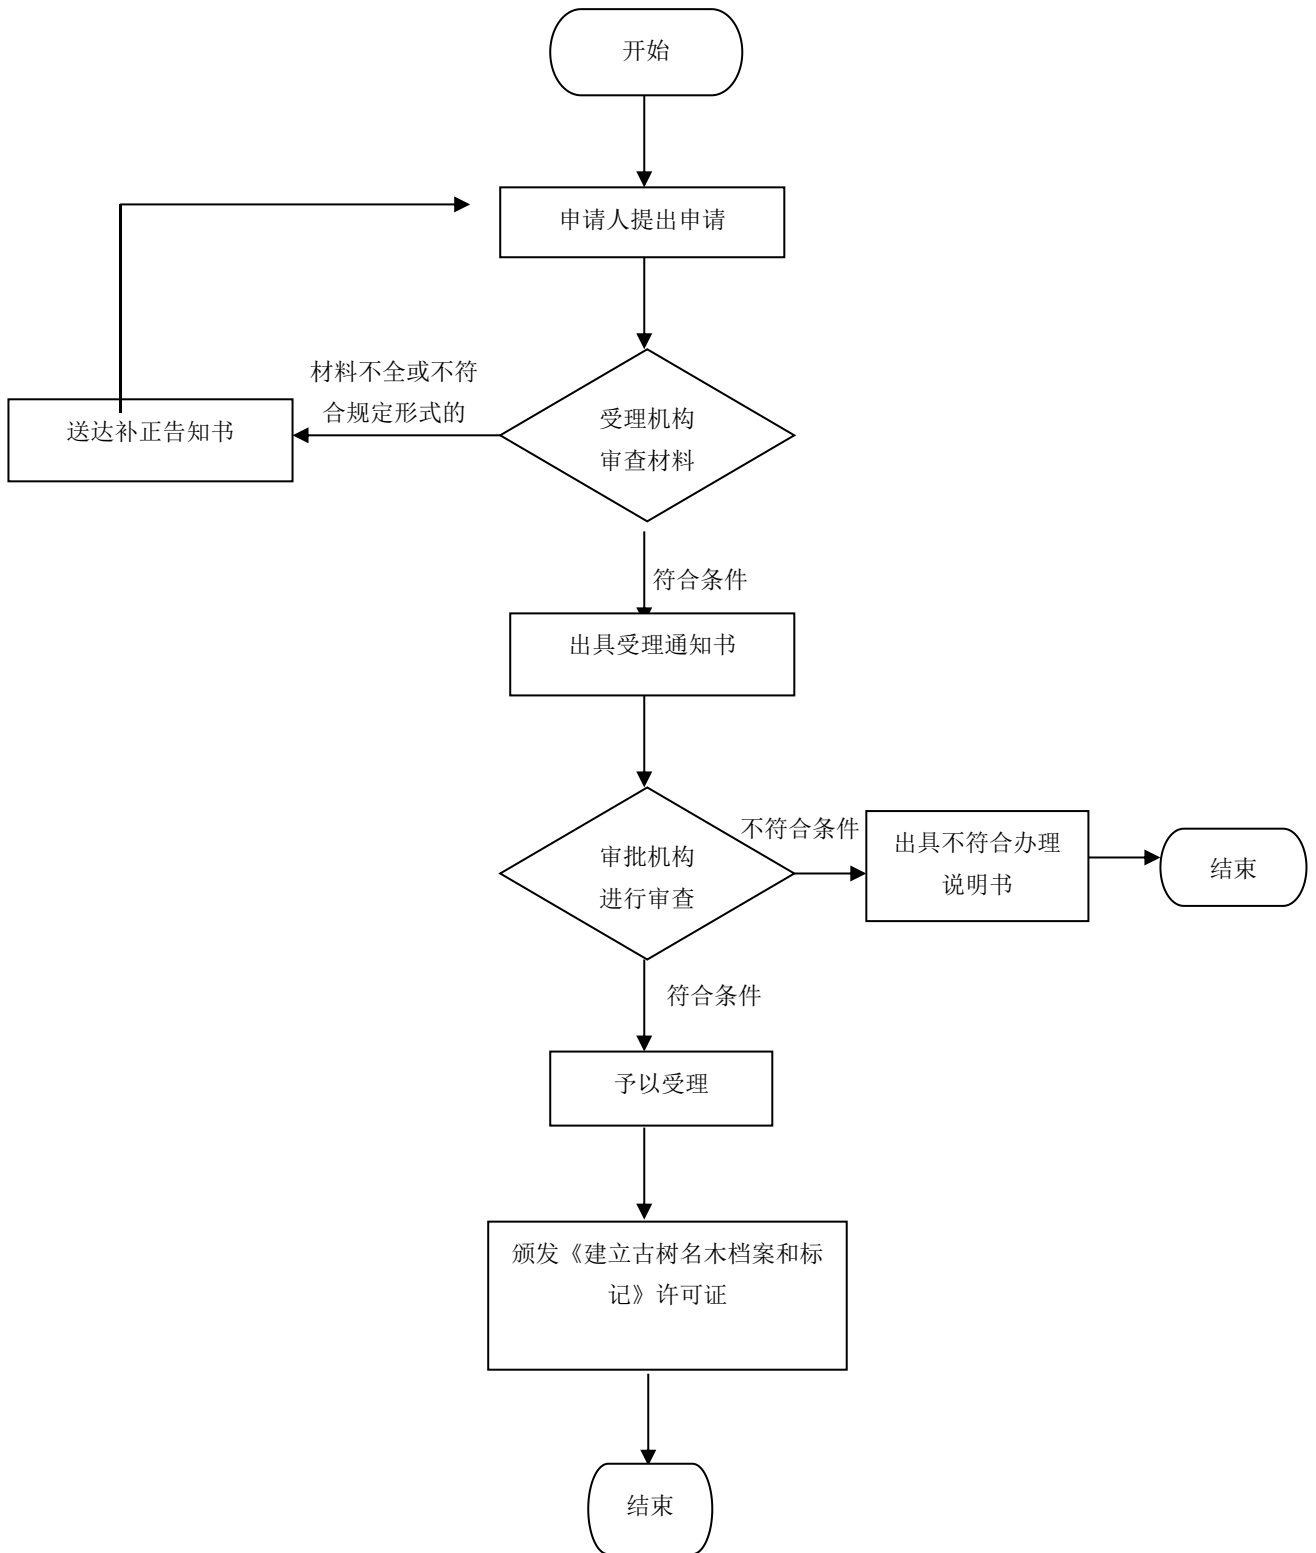 开始
申请人提出申请
材料不全或不符
合规定形式的
送达补正告知书
受理机构
审查材料
符合条件
出具受理通知书
不符合条件
审批机构
进行审查
出具不符合办理
说明书
结束
符合条件
予以受理
颁发《建立古树名木档案和标
记》许可证
结束